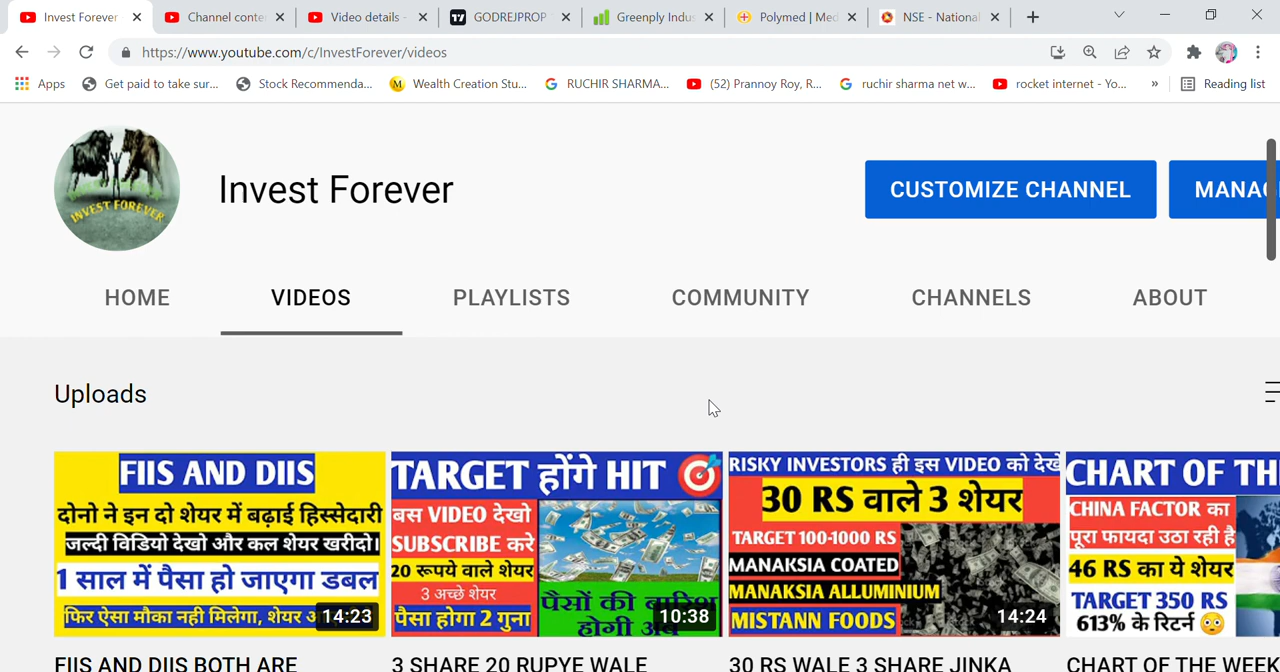 Invest Forever
Channel conte
Video details -
GODREJPROP
Greenply Indus
Polymed | Med
NSE - National
https://www.youtube.com/c/InvestForever/videos
Apps
Get paid to take sur...
Stock Recommenda...
Wealth Creation Stu...
RUCHIR SHARMA...
(52) Prannoy Roy, R...
ruchir sharma net w...
rocket internet - Yo...
»
Reading list
INVEST FOREVER
Invest Forever
CUSTOMIZE CHANNEL
MANAG
HOME
VIDEOS
PLAYLISTS
COMMUNITY
CHANNELS
ABOUT
Uploads
FIIS AND DIIS
दोनो ने इन दो शेयर में बढ़ाई हिस्सेदारी
जल्दी विडियो देखो और कल शेयर खरीदो।
1 साल में पैसा हो जाएगा डबल
फिर ऐसा मौका नही मिलेगा, शेयर
14:23
TARGET होंगे HIT
बस VIDEO देखो
SUBSCRIBE करे
20 रूपये वाले शेयर
3 अच्छे शेयर
पैसा होगा 2 गुना
पैसों की बारिश
होगी अब
10:38
RISKY INVESTORS ही इस VIDEO को देखे
30 RS वाले 3 शेयर
TARGET 100-1000 RS
MANAKSIA COATED
MANAKSIA ALLUMINIUM
MISTANN FOODS
14:24
CHART OF TH
CHINA FACTOR का
पूरा फायदा उठा रही है
46 RS का ये शेयर
TARGET 350 RS
613% के रिटर्न
FIIS AND DIIS BOTH ARE
3 SHARE 20 RUPYE WALE
30 RS WALE 3 SHARE JINKA
CHART OF THE WEEK